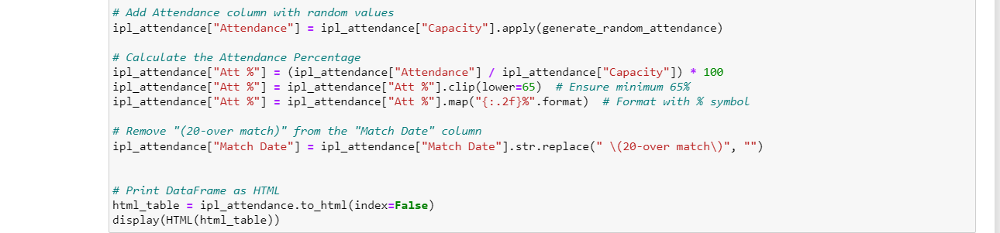 # Add Attendance column with random values
ipl_attendance["Attendance"] = ipl_attendance["Capacity"].apply(generate_random_attendance)
# Calculate the Attendance Percentage
ipl_attendance["Att %"] = (ipl_attendance["Attendance"] / ipl_attendance["Capacity"]) * 100
ipl_attendance["Att %"] = ipl_attendance["Att %"].clip(lower=65)  # Ensure minimum 65%
ipl_attendance["Att %"] = ipl_attendance["Att %"].map("{:.2f}%".format)  # Format with % symbol
# Remove "(20-over match)" from the "Match Date" column
ipl_attendance["Match Date"] = ipl_attendance["Match Date"].str.replace(" \(20-over match\)", "")
# Print DataFrame as HTML
html_table = ipl_attendance.to_html(index=False)
display(HTML(html_table))